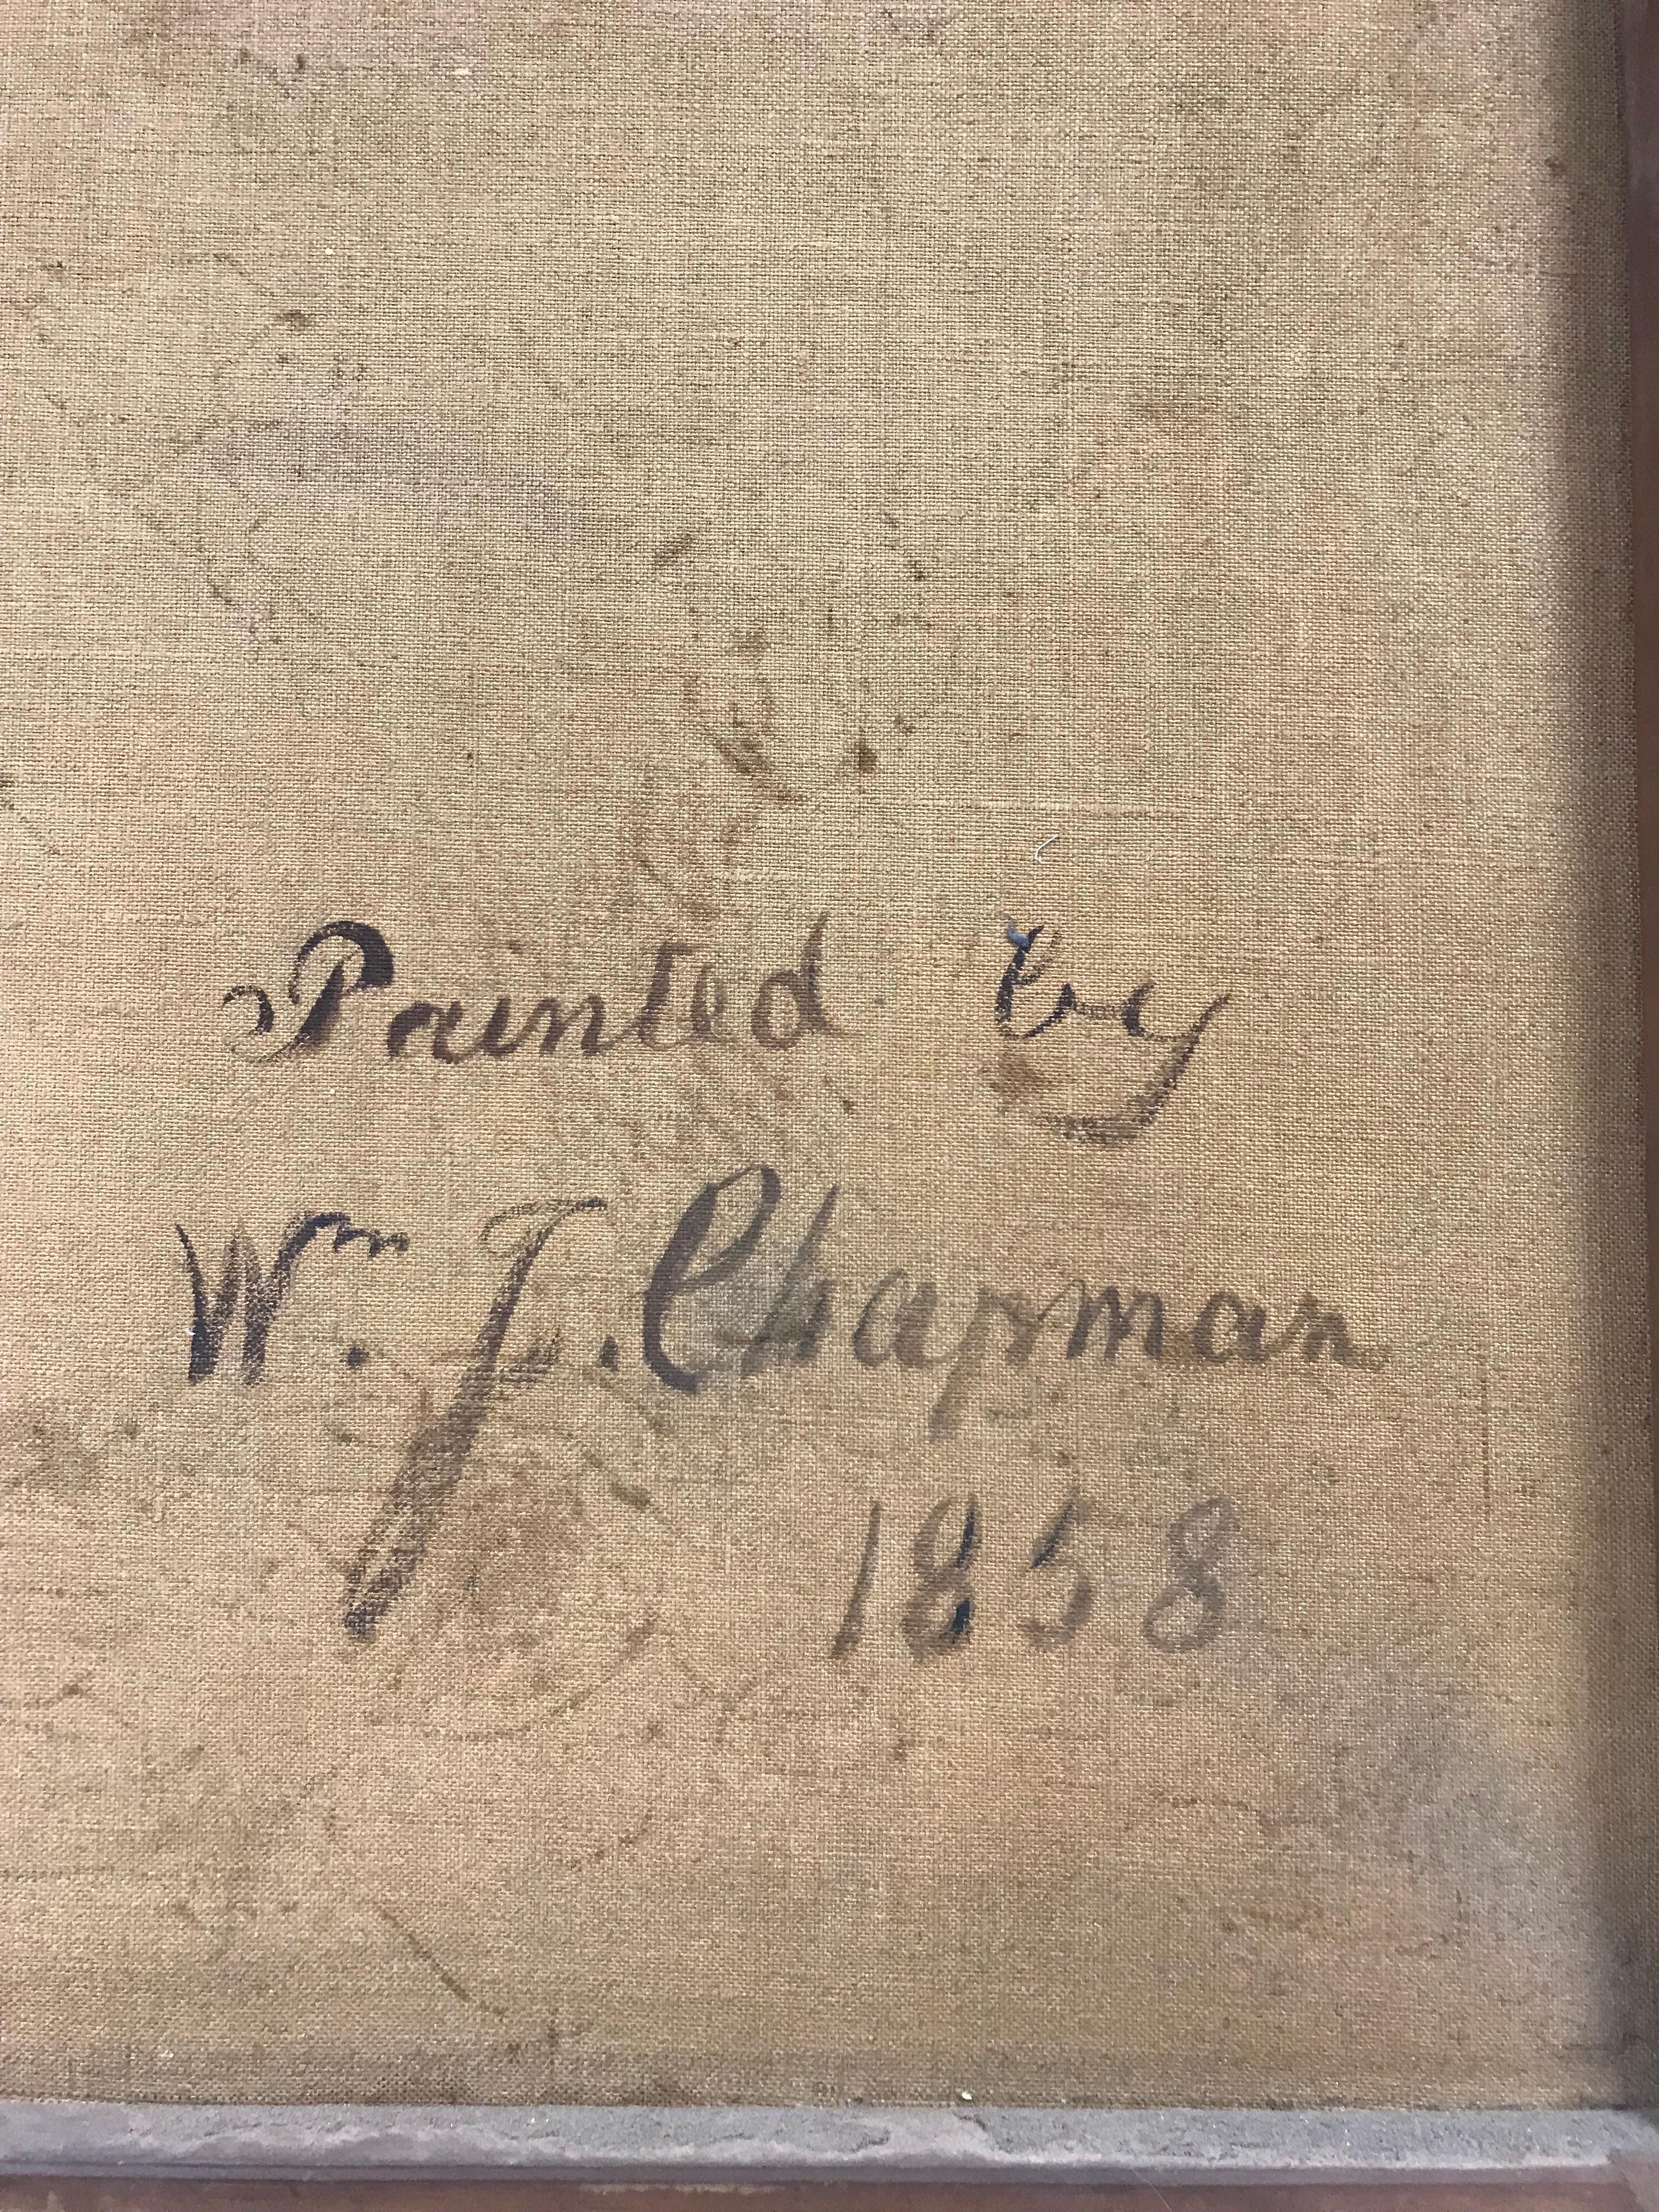 Painted by
Wm. J. Chapman
1858